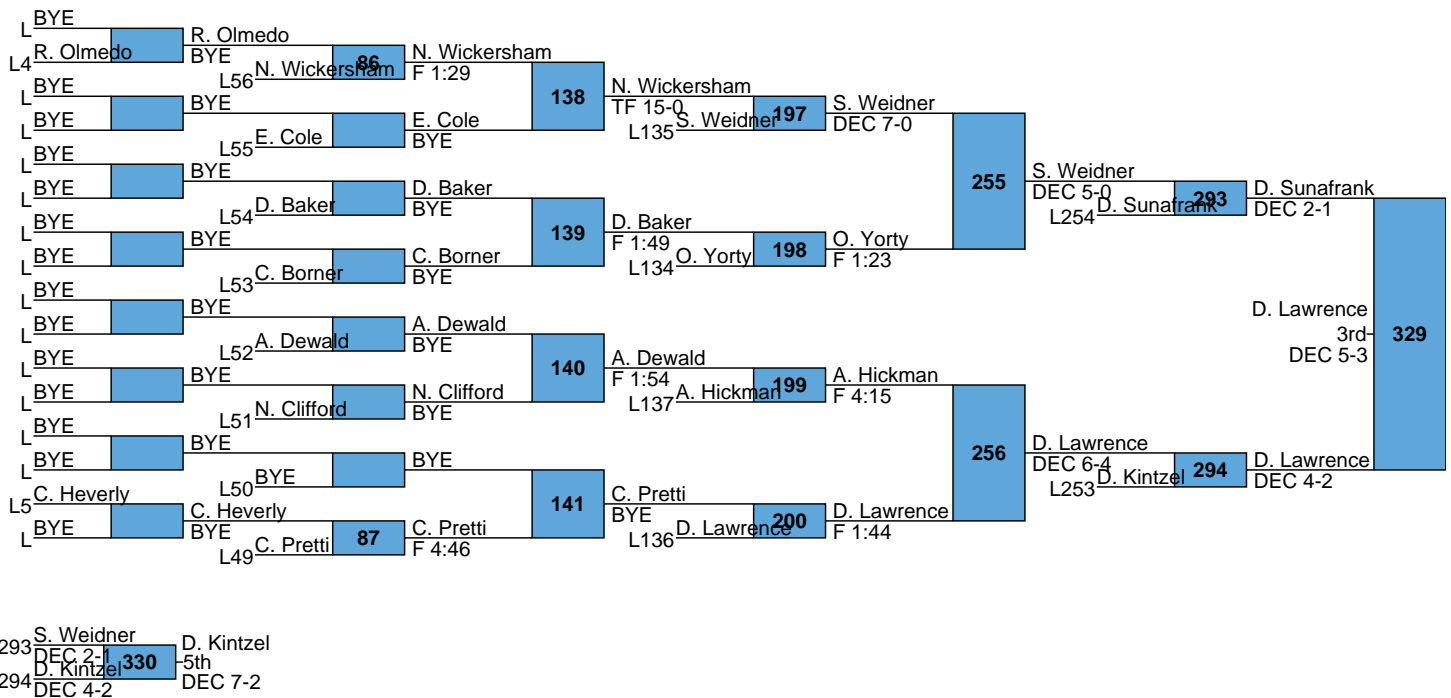 BYE
L
R. Olmedo
L4
BYE
L
BYE
L
BYE
L
BYE
L
BYE
L
BYE
L
BYE
L
BYE
L
BYE
L
BYE
L
BYE
L
BYE
L
C. Heverly
L5
BYE
L
R. Olmedo
BYE
N. Wickersham
L56
86
BYE
E. Cole
L55
BYE
D. Baker
L54
BYE
C. Borner
L53
BYE
A. Dewald
L52
BYE
N. Clifford
L51
BYE
BYE
L50
C. Heverly
BYE
C. Pretti
L49
87
N. Wickersham
F 1:29
E. Cole
BYE
138
D. Baker
BYE
C. Borner
BYE
139
A. Dewald
BYE
N. Clifford
BYE
140
BYE
C. Pretti
F 4:46
141
N. Wickersham
TF 15-0
S. Weidner
L135
197
D. Baker
F 1:49
O. Yorty
L134
198
A. Dewald
F 1:54
A. Hickman
L137
199
C. Pretti
BYE
D. Lawrence
L136
200
S. Weidner
DEC 7-0
O. Yorty
F 1:23
255
A. Hickman
F 4:15
D. Lawrence
F 1:44
256
S. Weidner
DEC 5-0
D. Sunafrank
L254
293
D. Lawrence
DEC 6-4
D. Kintzel
L253
294
D. Sunafrank
DEC 2-1
D. Lawrence
DEC 4-2
329
D. Lawrence
3rd
DEC 5-3
S. Weidner
293
DEC 2-1
D. Kintzel
294
DEC 4-2
330
D. Kintzel
5th
DEC 7-2